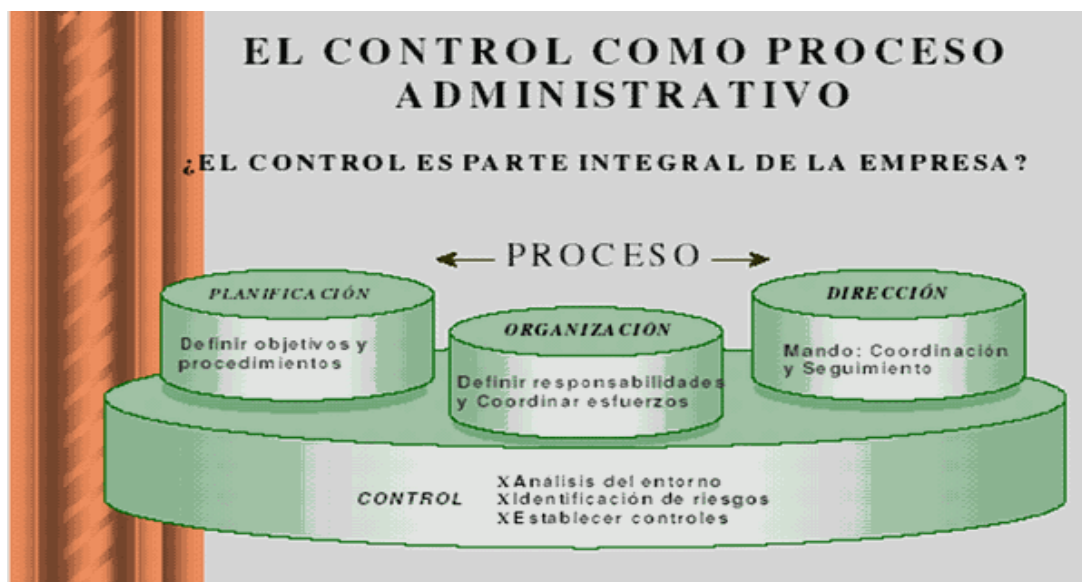 EL CONTROL COMO PROCESO
ADMINISTRATIVO
¿EL CONTROL ES PARTE INTEGRAL DE LA EMPRESA?
PROCESO
PLANIFICACIÓN
Definir objetivos y
procedimientos
ORGANIZACIÓN
Definir responsabilidades
y Coordinar esfuerzos
DIRECCIÓN
Mando: Coordinación
y Seguimiento
CONTROL
XAnálisis del entorno
XIdentificación de riesgos
XEstablecer controles